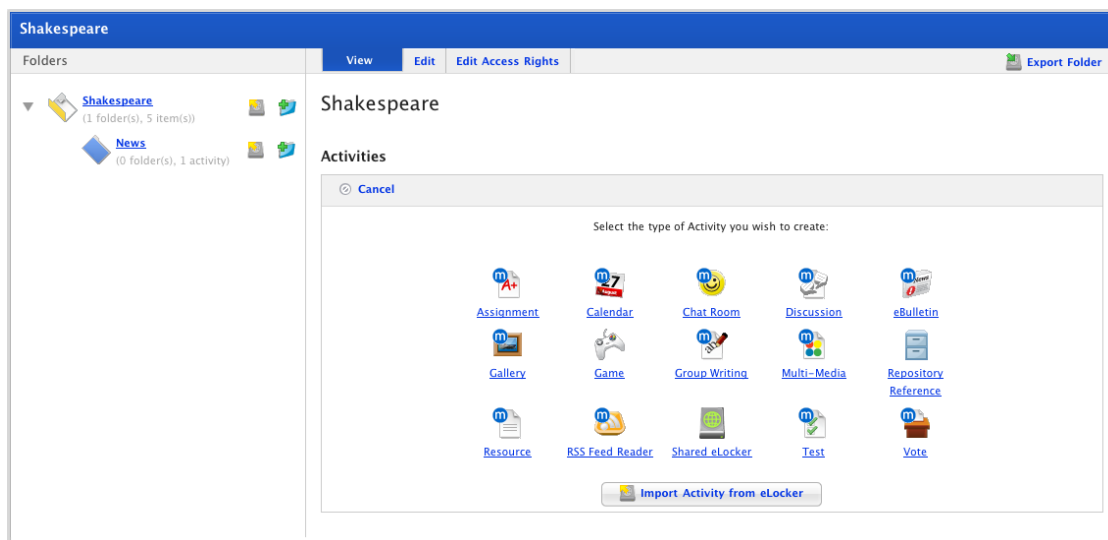 Shakespeare
Folders
View
Edit
Edit Access Rights
Export Folder
Shakespeare
(1 folder(s), 5 item(s))
News
(0 folder(s), 1 activity)
Shakespeare
Activities
Cancel
Select the type of Activity you wish to create:
Assignment
Calendar
Chat Room
Discussion
eBulletin
Gallery
Game
Group Writing
Multi-Media
Repository
Reference
Resource
RSS Feed Reader
Shared eLocker
Test
Vote
Import Activity from eLocker